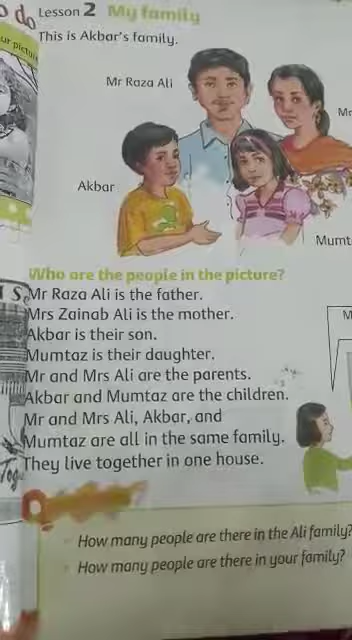 o do
Lesson 2 My family
This is Akbar's family.
Mr Raza Ali
Akbar
Who are the people in the picture?
Mr Raza Ali is the father.
Mrs Zainab Ali is the mother.
Akbar is their son.
Mumtaz is their daughter.
Mr and Mrs Ali are the parents.
Akbar and Mumtaz are the children.
Mr and Mrs Ali, Akbar, and
Mumtaz are all in the same family.
They live together in one house.
How many people are there in the Ali family?
How many people are there in your family?